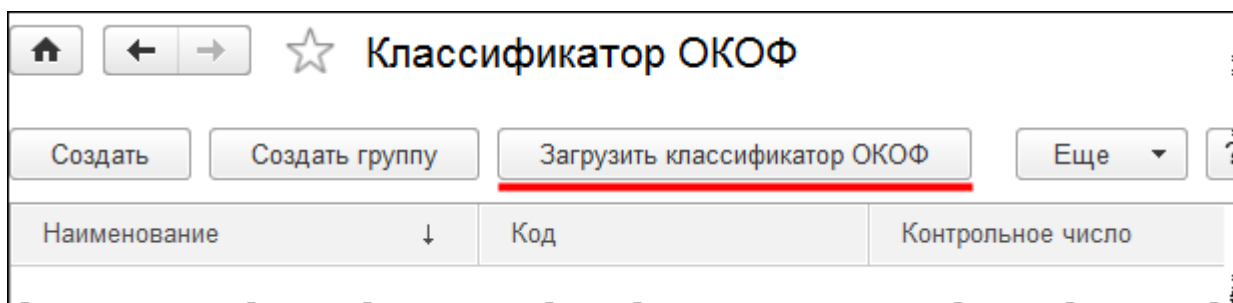 Классификатор ОКОФ
Создать Создать группу Загрузить классификатор ОКОФ Еще ?
Наименование ↓ Код Контрольное число